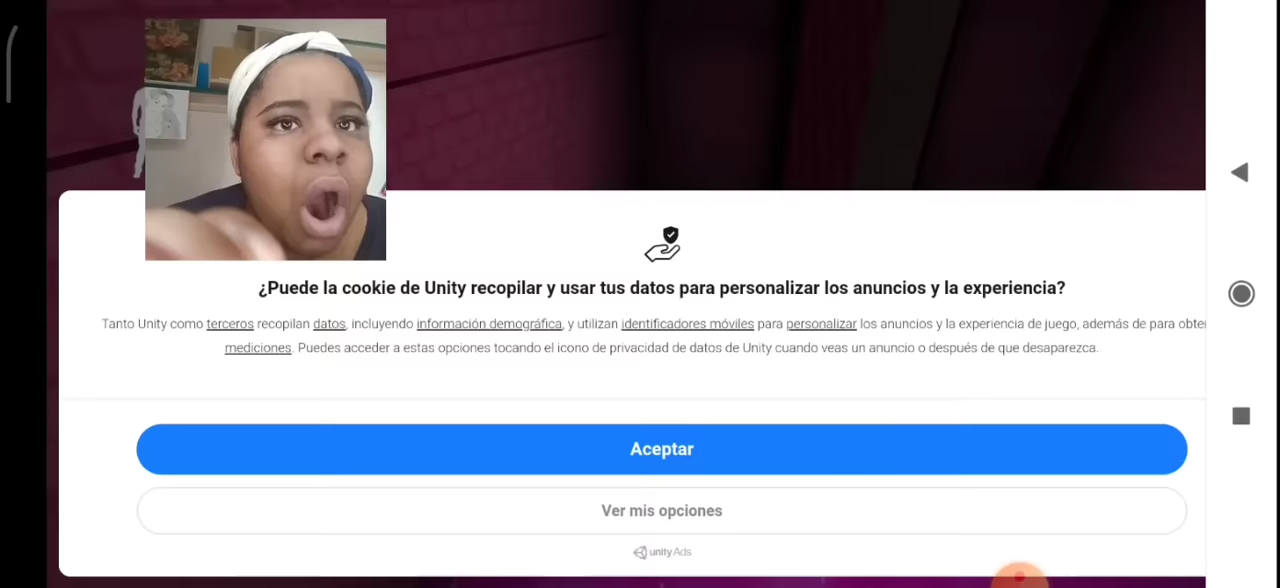 ¿Puede la cookie de Unity recopilar y usar tus datos para personalizar los anuncios y la experiencia?
Tanto Unity como terceros recopilan datos, incluyendo información demográfica, y utilizan identificadores móviles para personalizar los anuncios y la experiencia de juego, además de para
mediciones. Puedes acceder a estas opciones tocando el icono de privacidad de datos de Unity cuando veas un anuncio o después de que desaparezca.
Aceptar
Ver mis opciones
unity Ads